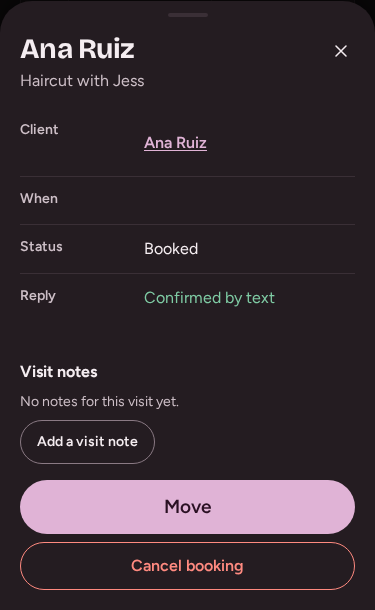 Ana Ruiz
Haircut with Jess
Client
Ana Ruiz
When
Status
Booked
Reply
Confirmed by text
Visit notes
No notes for this visit yet.
Add a visit note
Move
Cancel booking